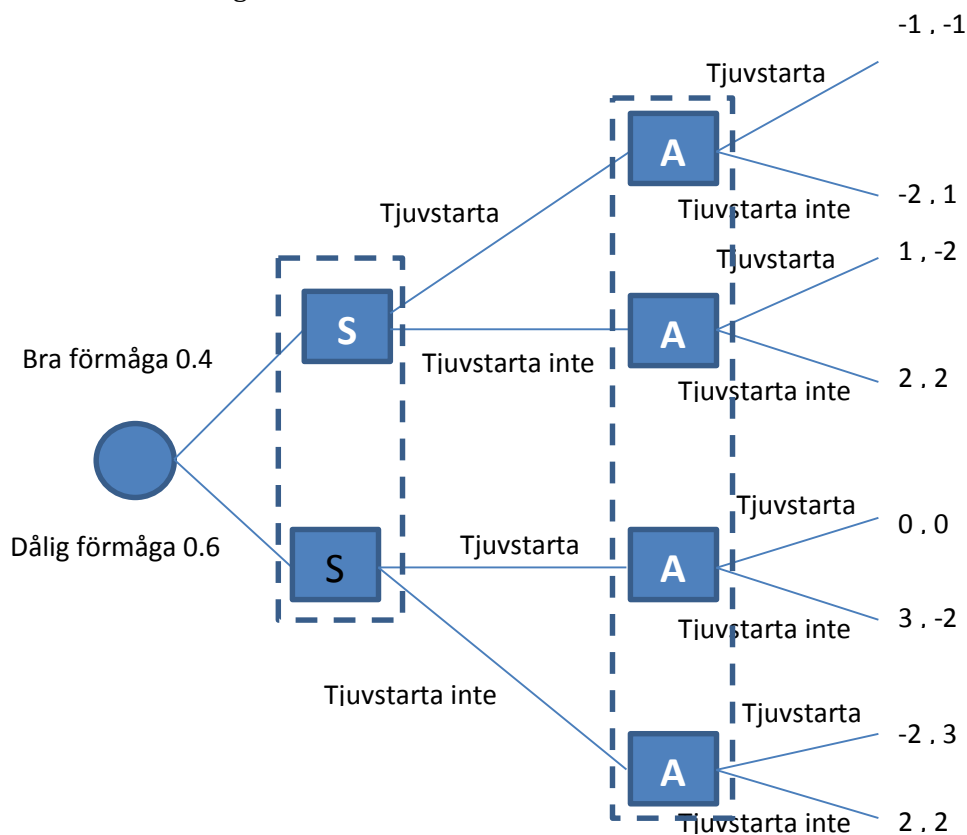 -1 , -1
Tjuvstarta
A
-2 , 1
Tjuvstarta
Tjuvstarta inte
1 , -2
Tjuvstarta
S
A
Bra förmåga 0.4
Tjuvstarta inte
Tjuvstarta inte
2 , 2
Tjuvstarta
0 , 0
Dålig förmåga 0.6
Tjuvstarta
S
A
3 , -2
Tjuvstarta inte
Tjuvstarta inte
Tjuvstarta
-2 , 3
A
Tjuvstarta inte
2 , 2